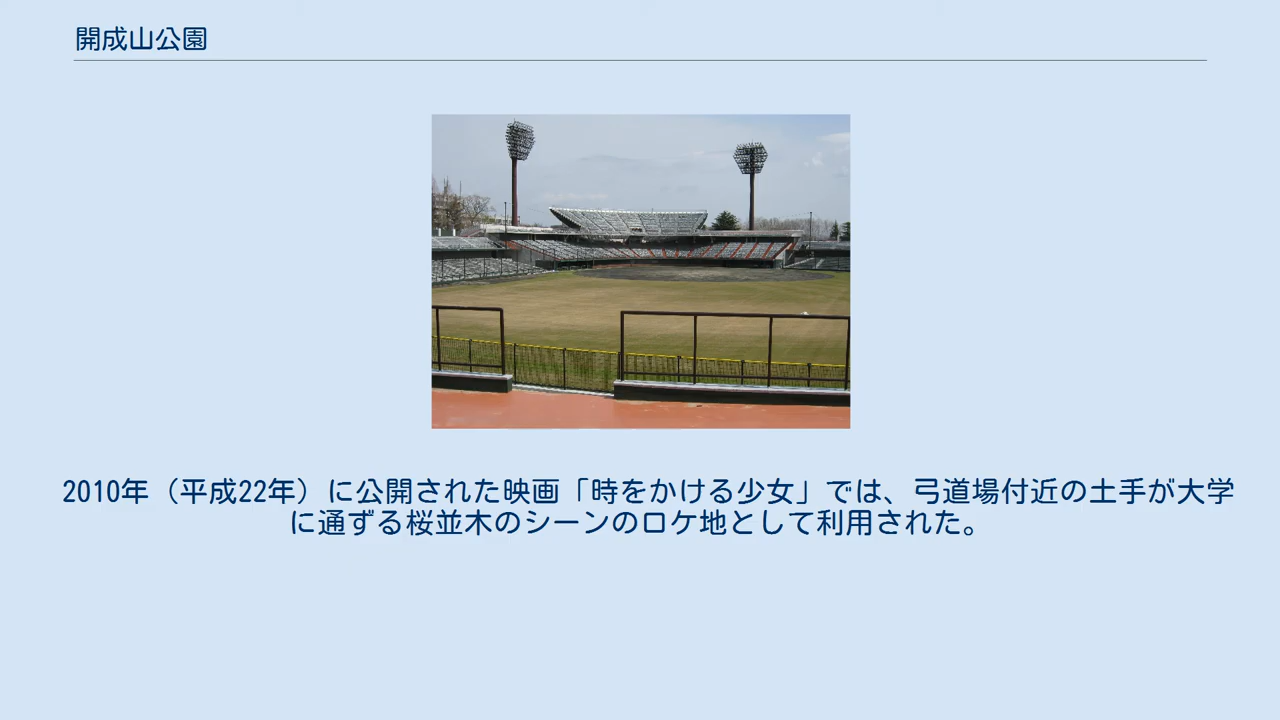 開成山公園
2010年（平成22年）に公開された映画「時をかける少女」では、弓道場付近の土手が大学
に通ずる桜並木のシーンのロケ地として利用された。